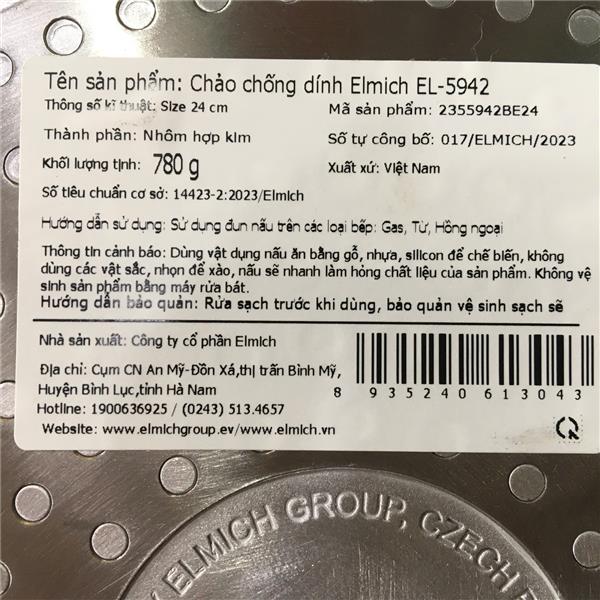 Tên sản phẩm: Chảo chống dính Elmich EL-5942
Thông số kĩ thuật: Size 24 cm
Mã sản phẩm: 2355942BE24
Thành phần: Nhôm hợp kim
Số tự công bố: 017/ELMICH/2023
Khối lượng tịnh: 780 g
Xuất xứ: Việt Nam
Số tiêu chuẩn cơ sở: 14423-2:2023/Elmich
Hướng dẫn sử dụng: Sử dụng đun nấu trên các loại bếp: Gas, Từ, Hồng ngoại
Thông tin cảnh báo: Dùng vật dụng nấu ăn bằng gỗ, nhựa, silicon để chế biến, không
dùng các vật sắc, nhọn để xào, nấu sẽ nhanh làm hỏng chất liệu của sản phẩm. Không vệ
sinh sản phẩm bằng máy rửa bát.
Hướng dẫn bảo quản: Rửa sạch trước khi dùng, bảo quản vệ sinh sạch sẽ
Nhà sản xuất: Công ty cổ phần Elmich
Địa chỉ: Cụm CN An Mỹ-Đồn Xá,thị trấn Bình Mỹ,
Huyện Bình Lục,tỉnh Hà Nam
Hotline: 1900636925 / (0243) 513.4657
Website: www.elmichgroup.ev/www.elmich.vn
8 935240 613043
ELMICH GROUP, CZECH